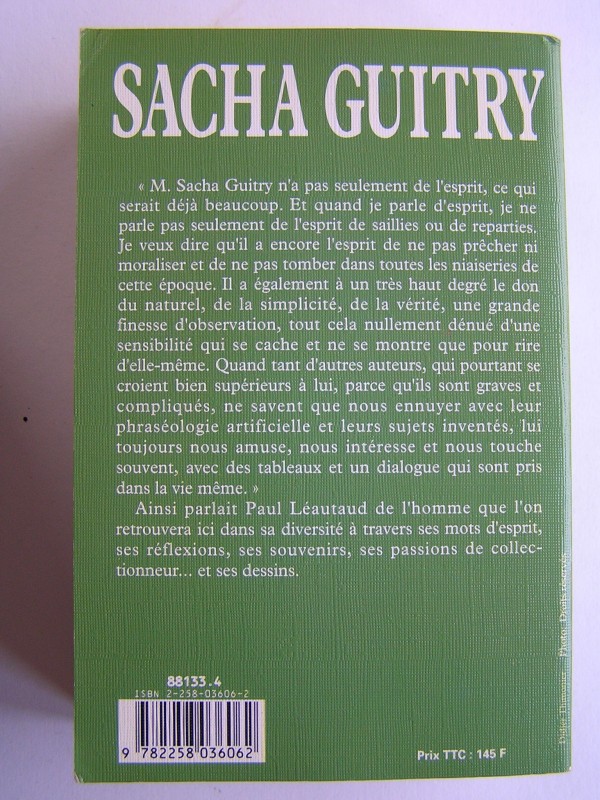 SACHA GUITRY
« M. Sacha Guitry n'a pas seulement de l'esprit, ce qui
serait déjà beaucoup. Et quand je parle d'esprit, je ne
parle pas seulement de l'esprit de saillies ou de reparties.
Je veux dire qu'il a encore l'esprit de ne pas prêcher ni
moraliser et de ne pas tomber dans toutes les niaiseries de
cette époque. Il a également à un très haut degré le don
du naturel, de la simplicité, de la vérité, une grande
finesse d'observation, tout cela nullement dénué d'une
sensibilité qui se cache et ne se montre que pour rire
d'elle-même. Quand tant d'autres auteurs, qui pourtant se
croient bien supérieurs à lui, parce qu'ils sont graves et
compliqués, ne savent que nous ennuyer avec leur
phraséologie artificielle et leurs sujets inventés, lui
toujours nous amuse, nous intéresse et nous touche
souvent, avec des tableaux et un dialogue qui sont pris
dans la vie même. »
Ainsi parlait Paul Léautaud de l'homme que l'on
retrouvera ici dans sa diversité à travers ses mots d'esprit,
ses réflexions, ses souvenirs, ses passions de collec-
tionneur... et ses dessins.
88133.4
ISBN 2-258-03606-2
9 782258 036062
Prix TTC : 145 F
Photo: Droits réservés